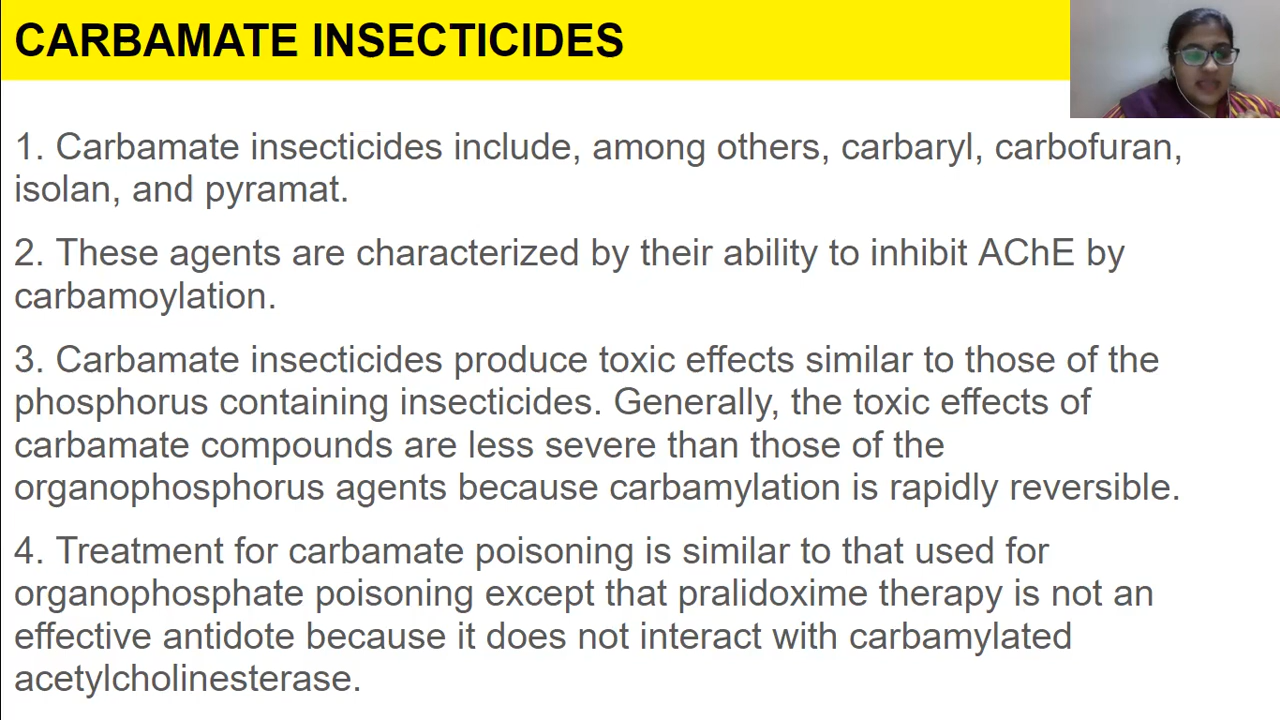 CARBAMATE INSECTICIDES
1. Carbamate insecticides include, among others, carbaryl, carbofuran,
isolan, and pyramat.
2. These agents are characterized by their ability to inhibit AChE by
carbamoylation.
3. Carbamate insecticides produce toxic effects similar to those of the
phosphorus containing insecticides. Generally, the toxic effects of
carbamate compounds are less severe than those of the
organophosphorus agents because carbamylation is rapidly reversible.
4. Treatment for carbamate poisoning is similar to that used for
organophosphate poisoning except that pralidoxime therapy is not an
effective antidote because it does not interact with carbamylated
acetylcholinesterase.